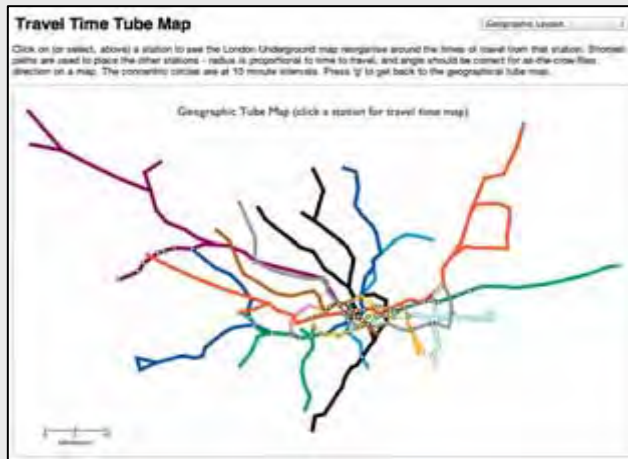 Travel Time Tube Map
Geographic Layout
Click on (or select, above) a station to see the London Underground map reorganise around the times of travel from that station. Shortest
paths are used to place the other stations - radius is proportional to time to travel, and angle should be correct for as-the-crow-flies
direction on a map. The concentric circles are at 10 minute intervals. Press 'g' to get back to the geographical tube map.
Geographic Tube Map (click a station for travel time map)